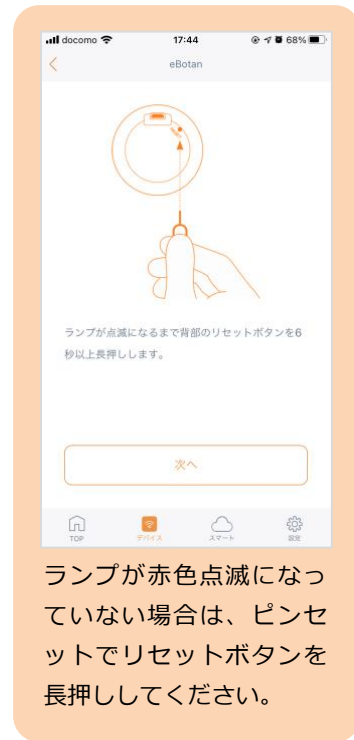 docomo 17:44 68%
eBotan
ランプが点滅になるまで背部のリセットボタンを6
秒以上長押しします。
次へ
TOP デバイス スマート 設定
ランプが赤色点滅になっ
ていない場合は、ピンセ
ットでリセットボタンを
長押ししてください。